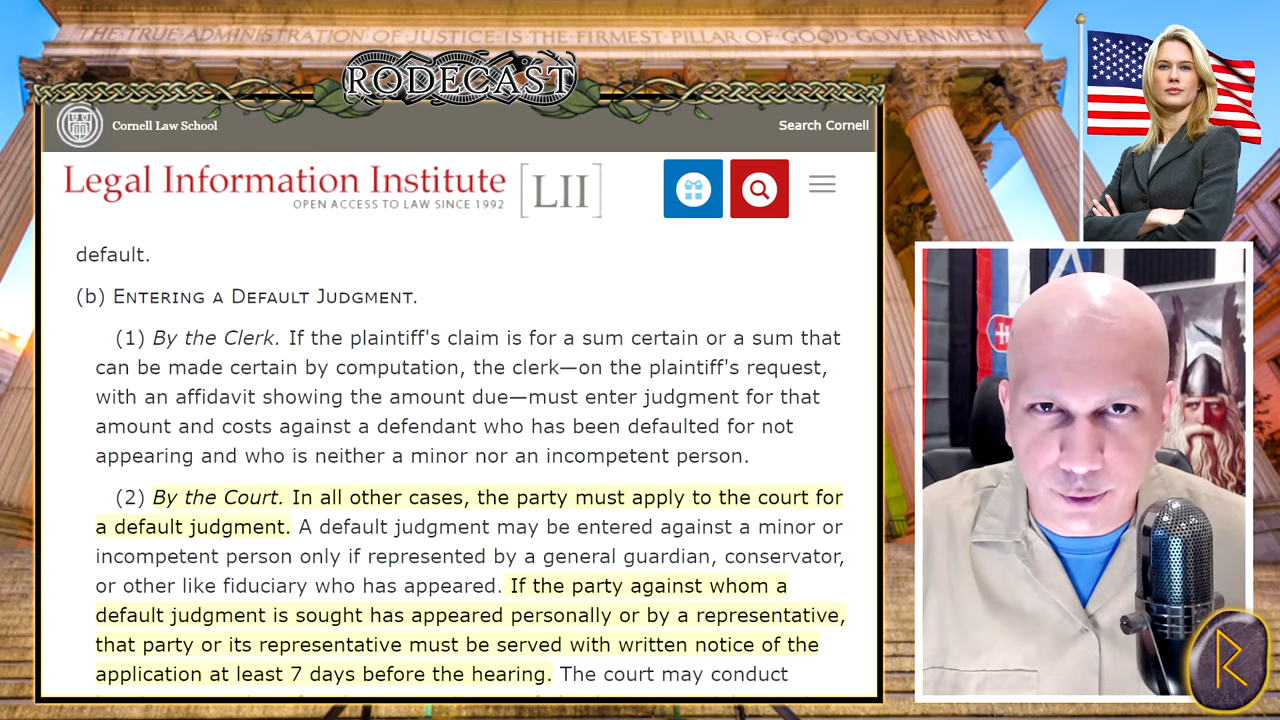 THE TRUE ADMINISTRATION OF JUSTICE IS THE FIRMEST PILLAR OF GOOD GOVERNMENT
RODECAST
Cornell Law School
Search Cornell
Legal Information Institute [LII]
OPEN ACCESS TO LAW SINCE 1992
default.
(b) ENTERING A DEFAULT JUDGMENT.
(1) By the Clerk. If the plaintiff's claim is for a sum certain or a sum that
can be made certain by computation, the clerk—on the plaintiff's request,
with an affidavit showing the amount due—must enter judgment for that
amount and costs against a defendant who has been defaulted for not
appearing and who is neither a minor nor an incompetent person.
(2) By the Court. In all other cases, the party must apply to the court for
a default judgment. A default judgment may be entered against a minor or
incompetent person only if represented by a general guardian, conservator,
or other like fiduciary who has appeared. If the party against whom a
default judgment is sought has appeared personally or by a representative,
that party or its representative must be served with written notice of the
application at least 7 days before the hearing. The court may conduct